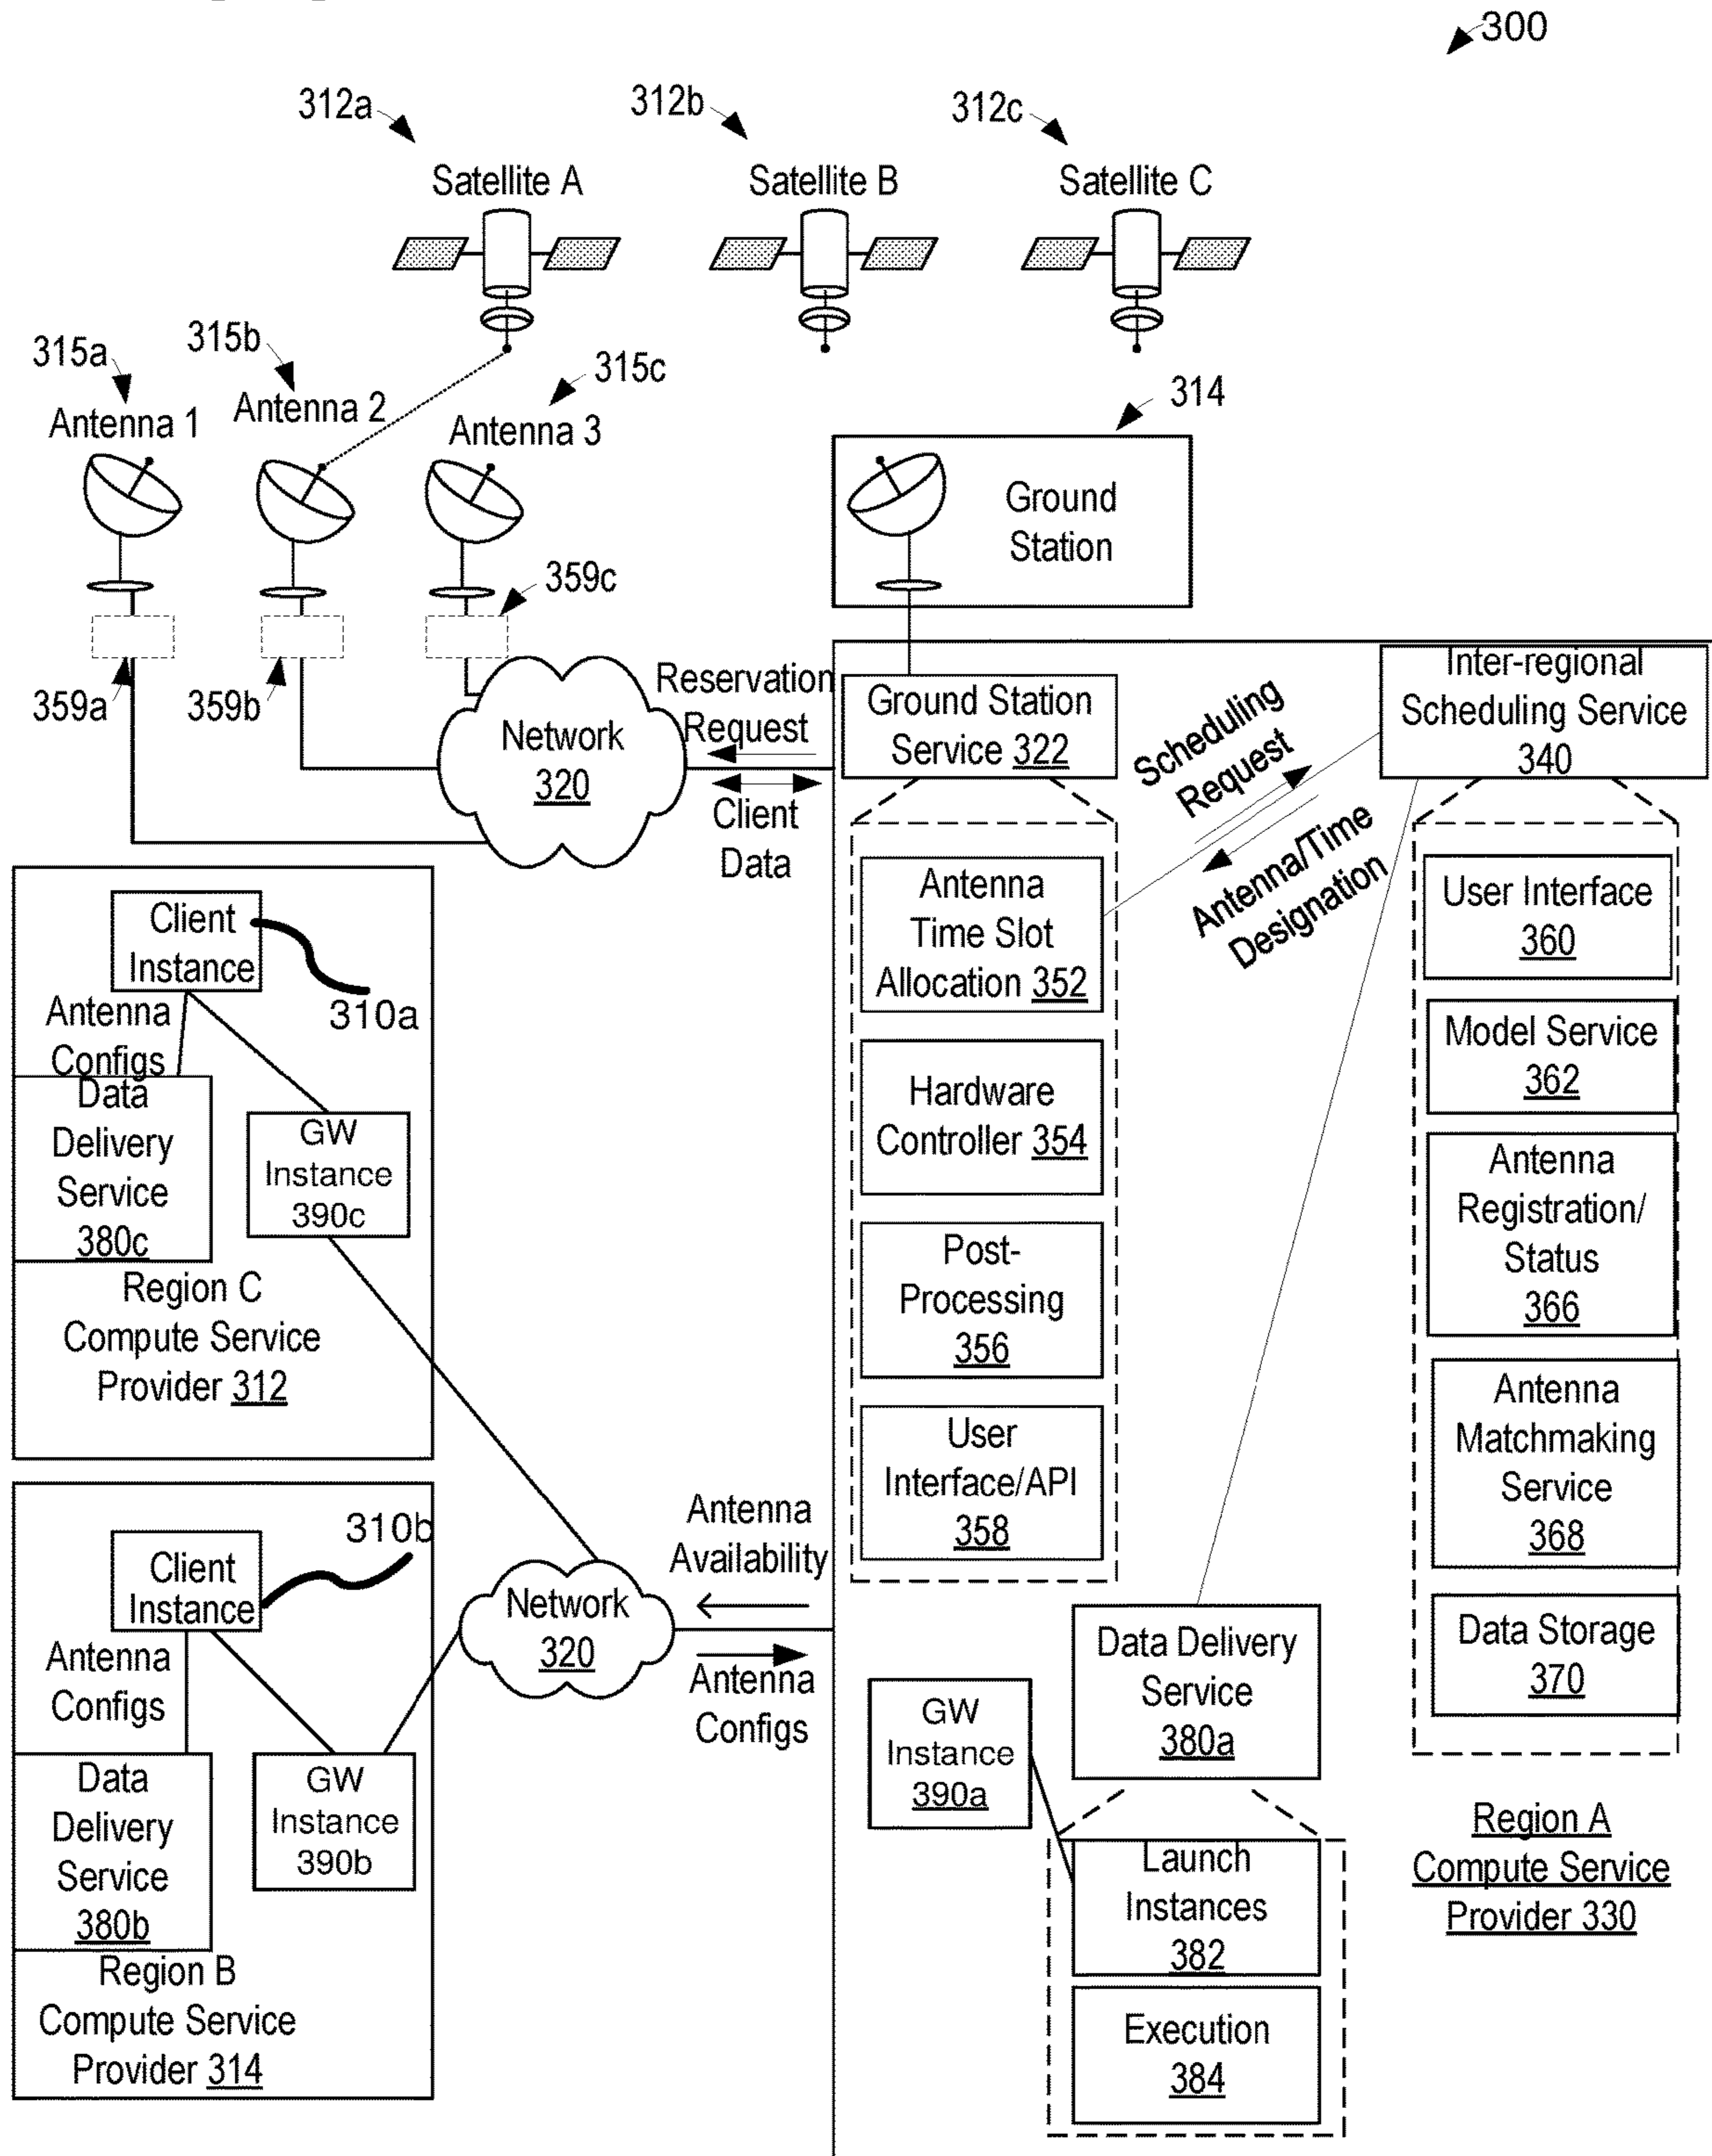 300
312a
312b
312c
Satellite A
Satellite B
Satellite C
315a
315b
315c
314
Antenna 1
Antenna 2
Antenna 3
Ground
Station
359c
359a
359b
Network
320
Reservation
Request
Client
Data
Ground Station
Service 322
Scheduling
Request
Antenna/Time
Designation
Inter-regional
Scheduling Service
340
Antenna
Time Slot
Allocation 352
Hardware
Controller 354
Post-
Processing
356
User
Interface/API
358
User Interface
360
Model Service
362
Antenna
Registration/
Status
366
Antenna
Matchmaking
Service
368
Data Storage
370
Client
Instance
310a
Antenna
Configs
Data
Delivery
Service
380c
GW
Instance
390c
Region C
Compute Service
Provider 312
Client
Instance
310b
Antenna
Configs
Data
Delivery
Service
380b
GW
Instance
390b
Region B
Compute Service
Provider 314
Network
320
Antenna
Availability
Antenna
Configs
GW
Instance
390a
Data Delivery
Service
380a
Launch
Instances
382
Execution
384
Region A
Compute Service
Provider 330